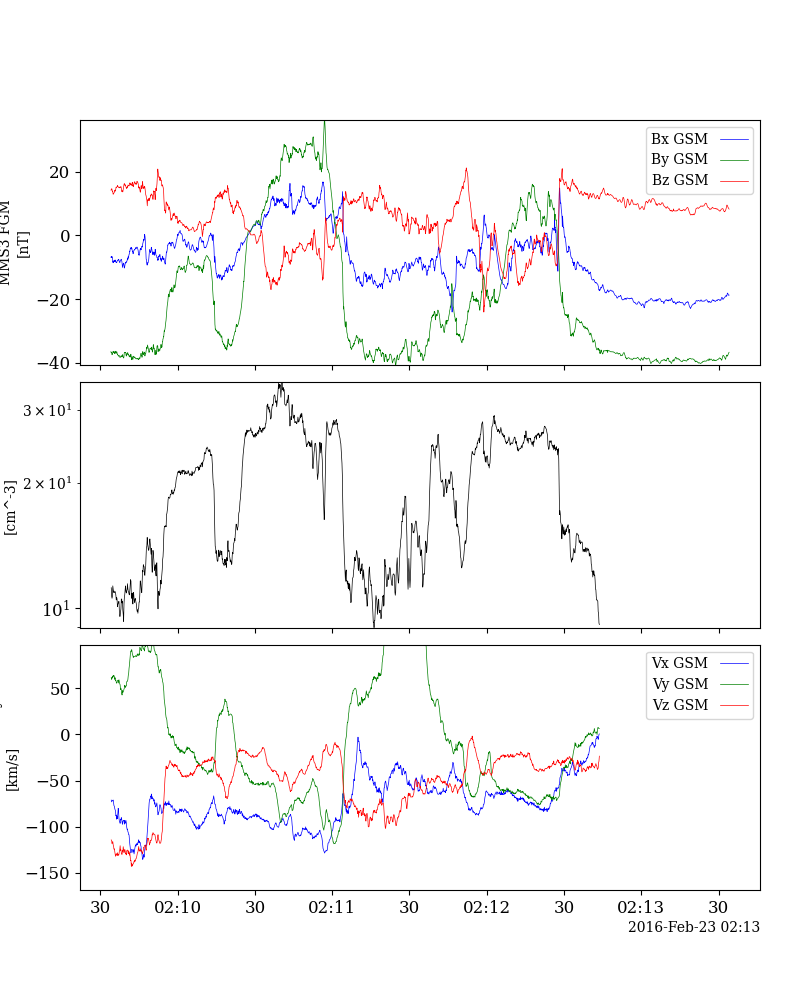 Bx GSM
By GSM
Bz GSM
20
0
−20
−40
MMS3 FGM
[nT]
3 × 10^1
2 × 10^1
10^1
[cm^-3]
Vx GSM
Vy GSM
Vz GSM
50
0
−50
−100
−150
[km/s]
30 02:10 30 02:11 30 02:12 30 02:13 30
2016-Feb-23 02:13